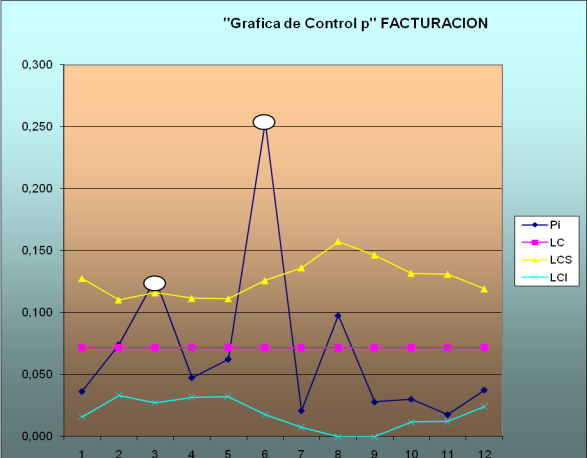 "Grafica de Control p" FACTURACION
0,300
0,250
0,200
0,150
0,100
0,050
0,000
1 2 3 4 5 6 7 8 9 10 11 12
Pi
LC
LCS
LCI